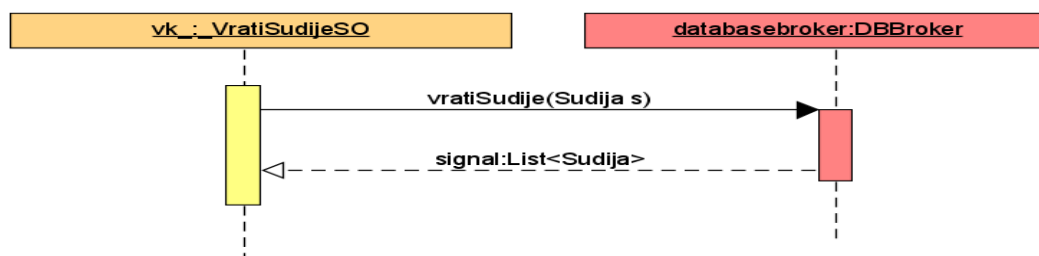 vk_:_VratiSudijeSO
databasebroker:DBBroker
vratiSudije(Sudija s)
signal:List<Sudija>